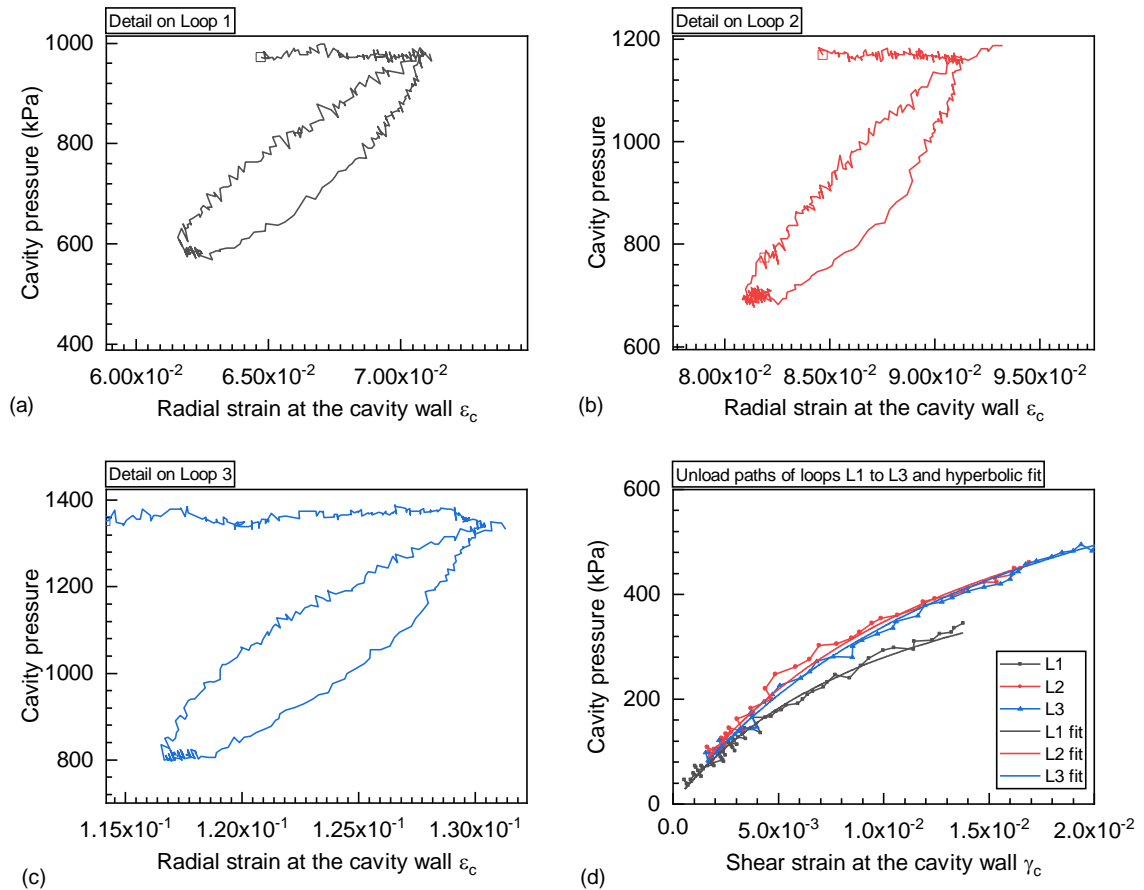 Detail on Loop 1
1000
800
600
400
Cavity pressure (kPa)
6.00x10⁻²
6.50x10⁻²
7.00x10⁻²
(a)
Radial strain at the cavity wall εc
Detail on Loop 2
1200
1000
800
600
Cavity pressure
8.00x10⁻²
8.50x10⁻²
9.00x10⁻²
9.50x10⁻²
(b)
Radial strain at the cavity wall εc
Detail on Loop 3
1400
1200
1000
800
Cavity pressure
1.15x10⁻¹
1.20x10⁻¹
1.25x10⁻¹
1.30x10⁻¹
(c)
Radial strain at the cavity wall εc
Unload paths of loops L1 to L3 and hyperbolic fit
600
400
200
0
Cavity pressure (kPa)
L1
L2
L3
L1 fit
L2 fit
L3 fit
0.0
5.0x10⁻³
1.0x10⁻²
1.5x10⁻²
2.0x10⁻²
(d)
Shear strain at the cavity wall γc